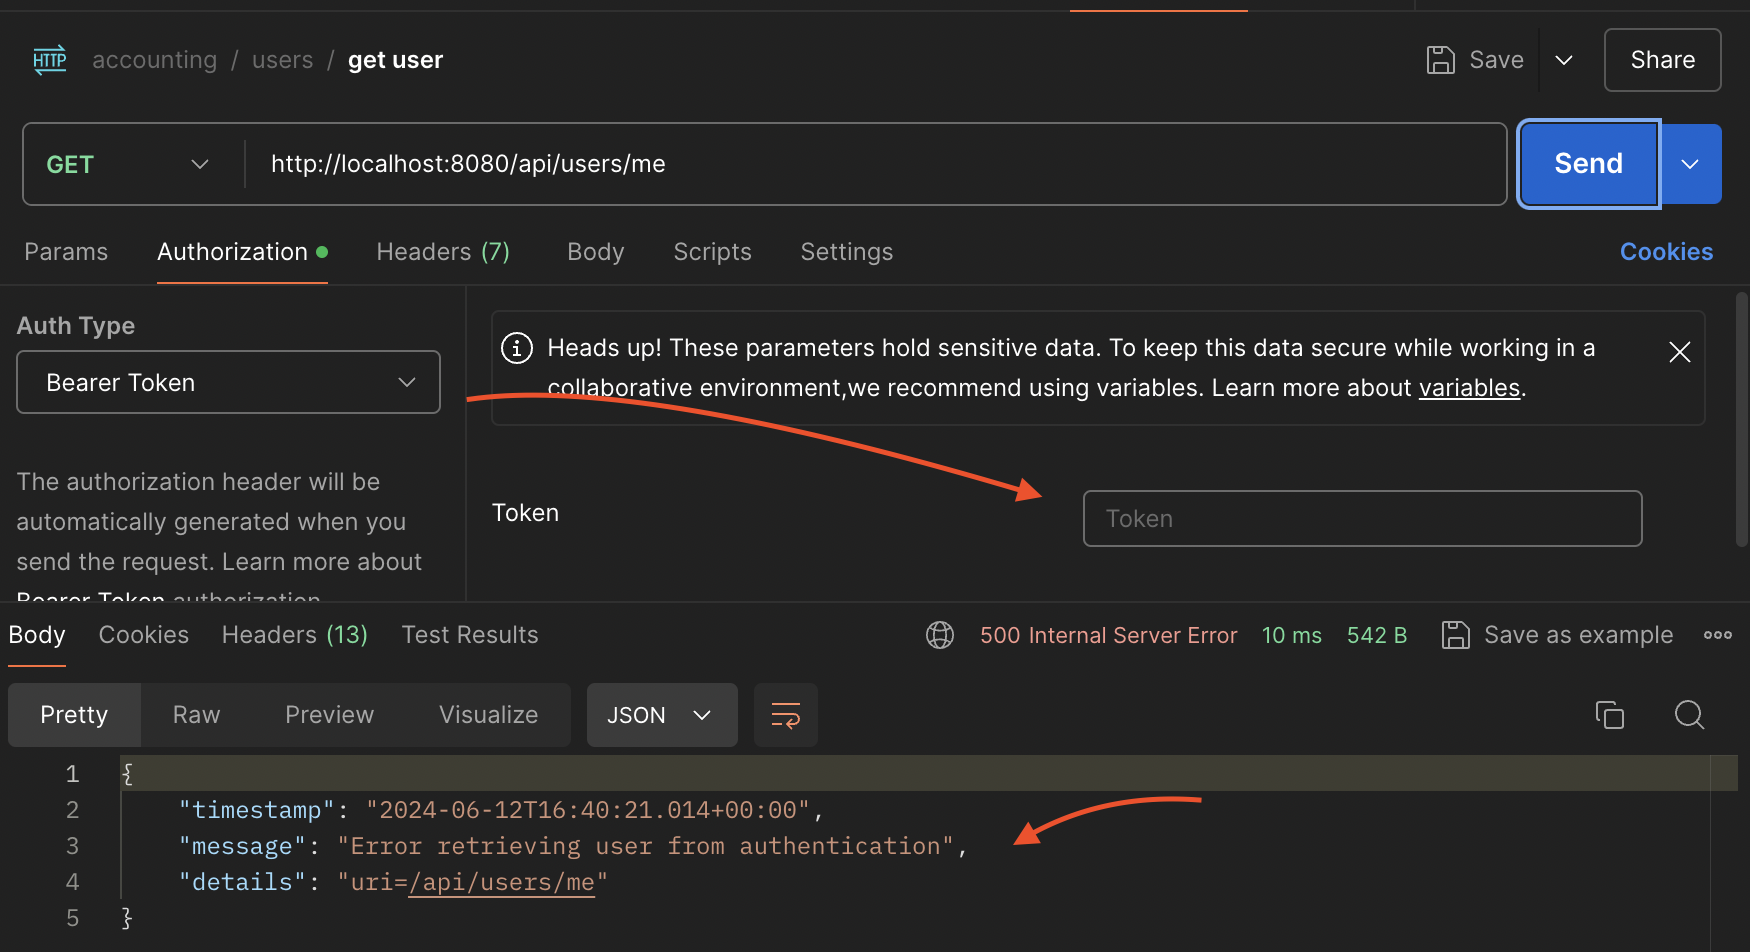 HTTP accounting / users / get user Save Share
GET http://localhost:8080/api/users/me Send
Params Authorization Headers (7) Body Scripts Settings Cookies
Auth Type
Bearer Token
The authorization header will be
automatically generated when you
send the request. Learn more about
Bearer Token authorization
Heads up! These parameters hold sensitive data. To keep this data secure while working in a
collaborative environment,we recommend using variables. Learn more about variables.
Token Token
Body Cookies Headers (13) Test Results 500 Internal Server Error 10 ms 542 B Save as example
Pretty Raw Preview Visualize JSON
1 {
2 "timestamp": "2024-06-12T16:40:21.014+00:00",
3 "message": "Error retrieving user from authentication",
4 "details": "uri=/api/users/me"
5 }